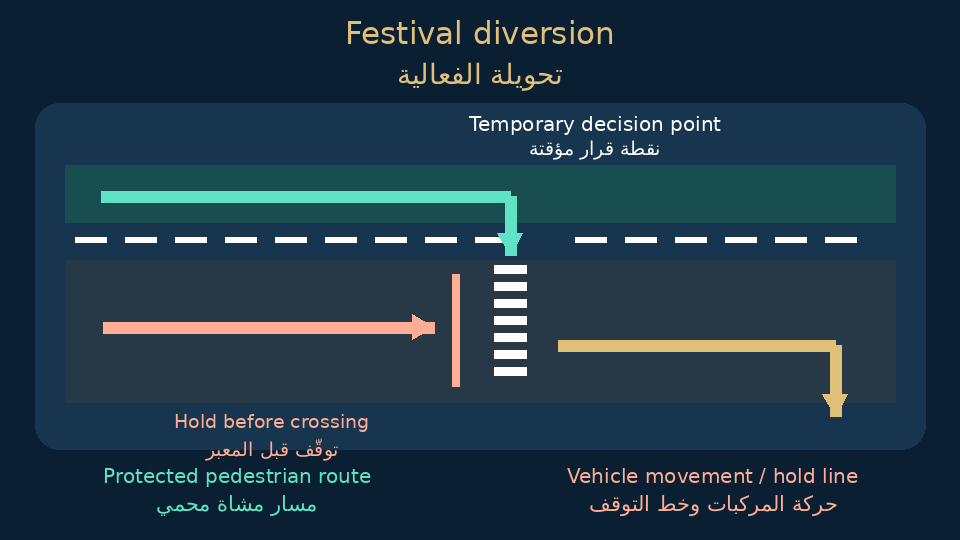 Festival diversion
تحويلة الفعالية
Temporary decision point
نقطة قرار مؤقتة
Hold before crossing
توقّف قبل المعبر
Protected pedestrian route
مسار مشاة محمي
Vehicle movement / hold line
حركة المركبات وخط التوقف